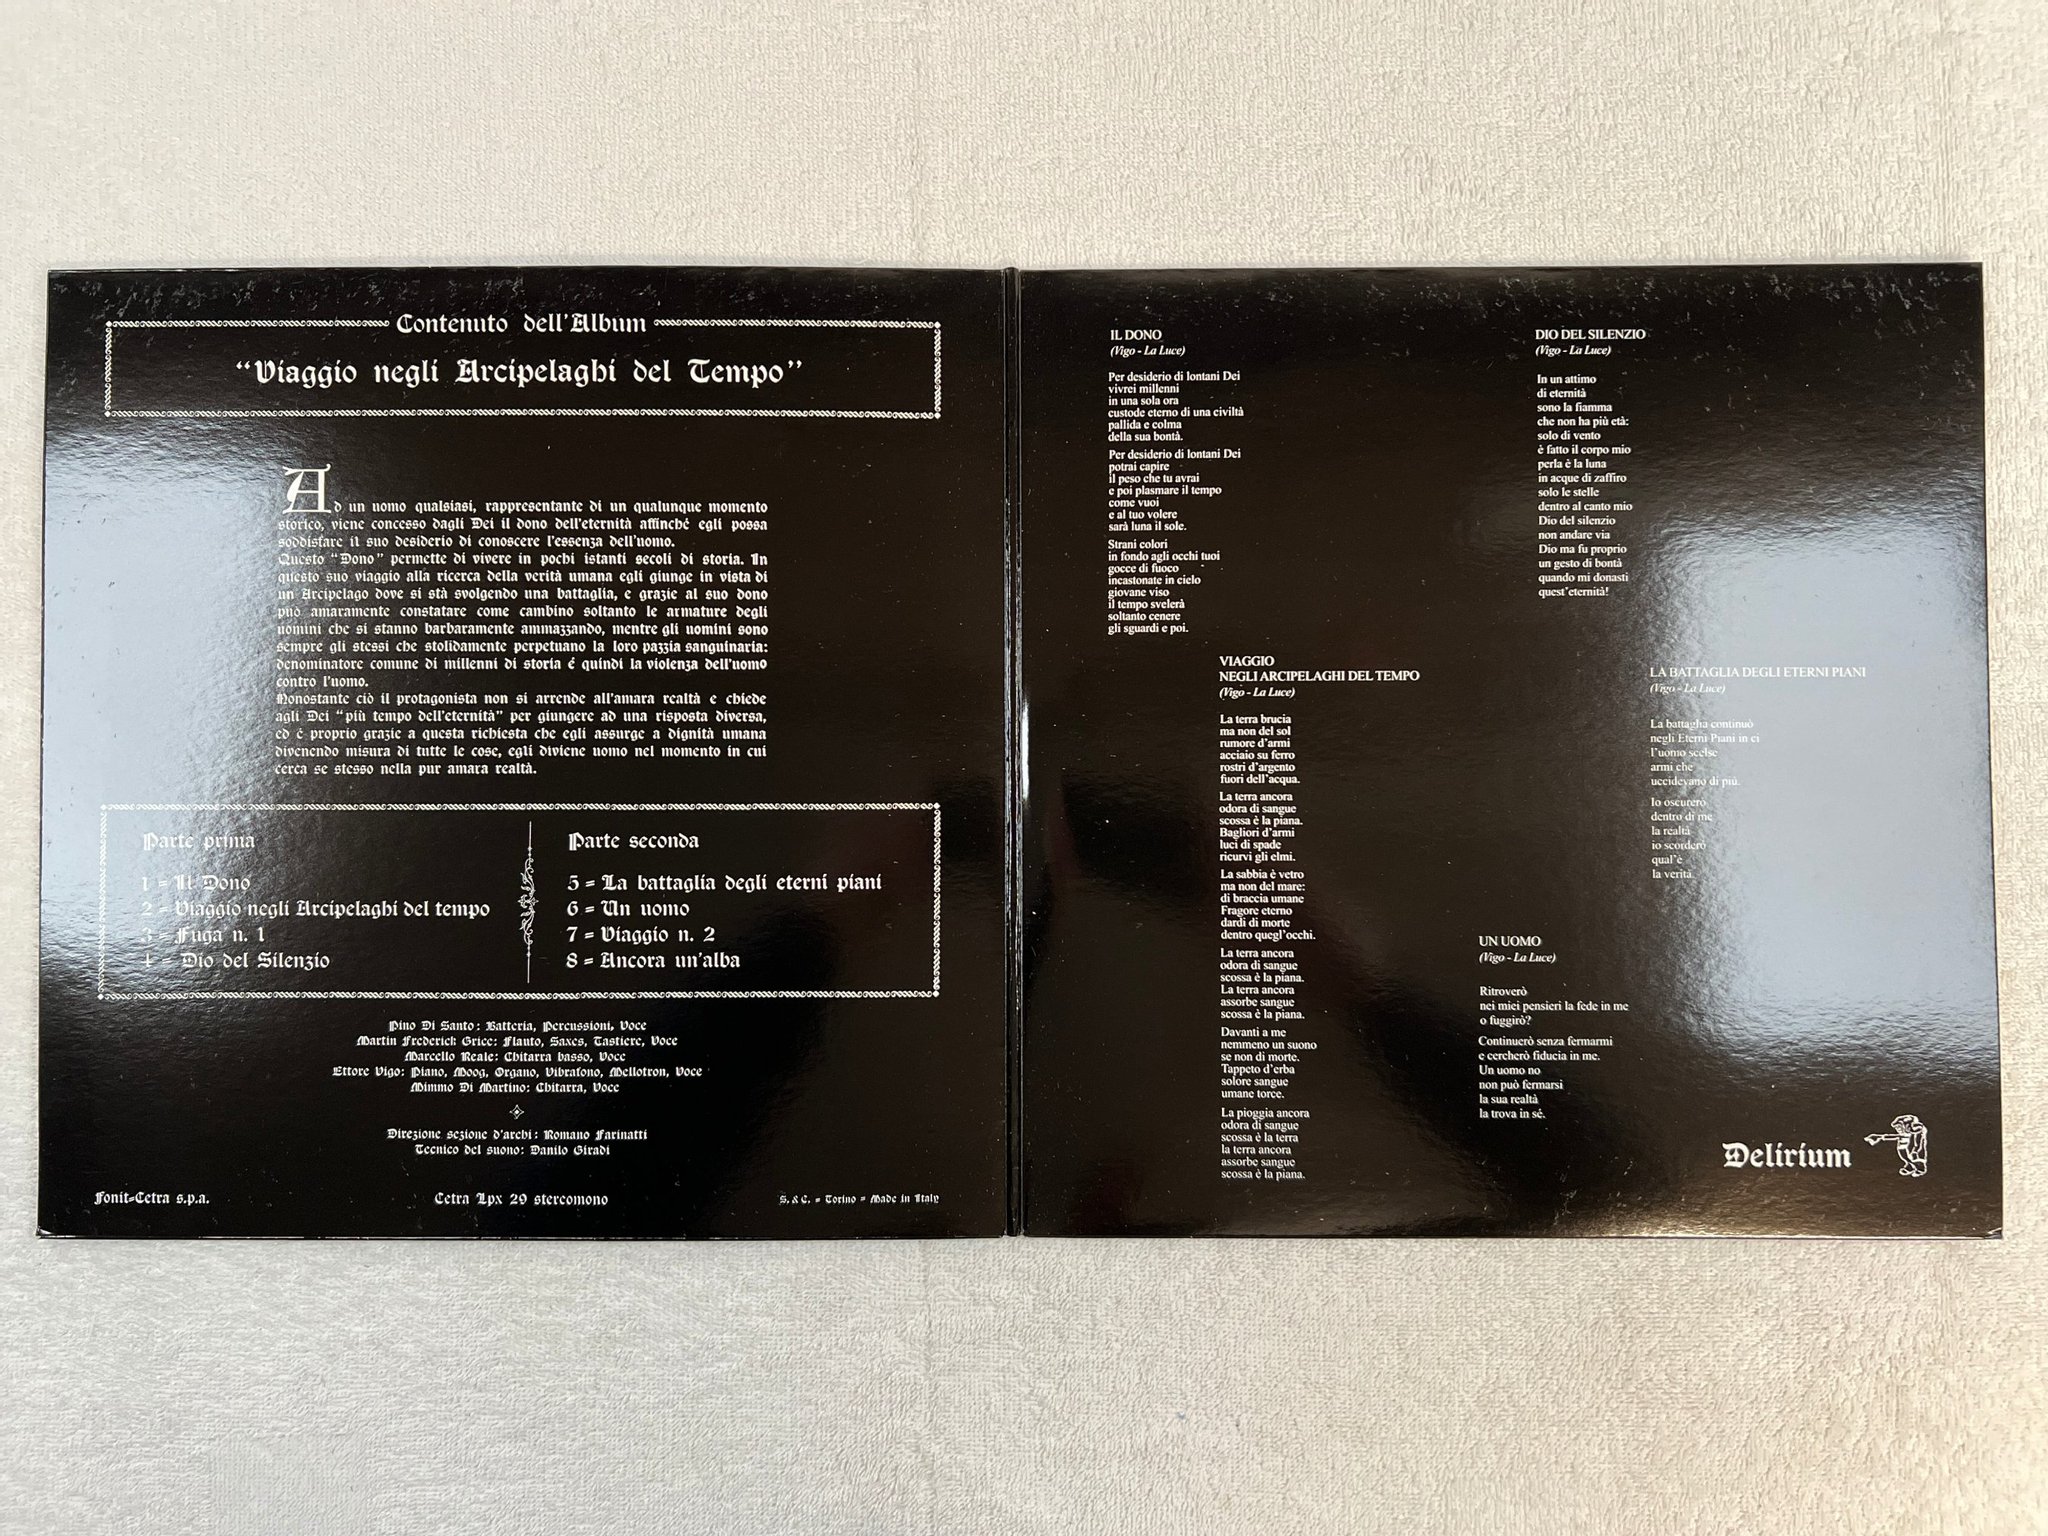 Contenuto dell'Album
"Viaggio negli Arcipelaghi del Tempo"
Ad un uomo qualsiasi, rappresentante di un qualunque momento
storico, viene concesso dagli Dei il dono dell'eternità affinché egli possa
soddisfare il suo desiderio di conoscere l'essenza dell'uomo.
Questo "Dono" permette di vivere in pochi istanti secoli di storia. In
questo suo viaggio alla ricerca della verità umana egli giunge in vista di
un Arcipelago dove si stà svolgendo una battaglia, e grazie al suo dono
può amaramente constatare come cambino soltanto le armature degli
uomini che si stanno barbaramente ammazzando, mentre gli uomini sono
sempre gli stessi che stolidamente perpetuano la loro pazzia sanguinaria:
denominatore comune di millenni di storia é quindi la violenza dell'uomo
contro l'uomo.
Nonostante ciò il protagonista non si arrende all'amara realtà e chiede
agli Dei "più tempo dell'eternità" per giungere ad una risposta diversa,
ed é proprio grazie a questa richiesta che egli assurge a dignità umana
divenendo misura di tutte le cose, egli diviene uomo nel momento in cui
cerca se stesso nella pur amara realtà.
Parte prima
1 = Il Dono
2 = Viaggio negli Arcipelaghi del tempo
3 = Fuga n. 1
4 = Dio del Silenzio
Parte seconda
5 = La battaglia degli eterni piani
6 = Un uomo
7 = Viaggio n. 2
8 = Ancora un'alba
Pino Di Santo: Batteria, Percussioni, Voce
Martin Frederick Grice: Flauto, Saxes, Tastiere, Voce
Marcello Reale: Chitarra basso, Voce
Ettore Vigo: Piano, Moog, Organo, Vibrafono, Mellotron, Voce
Mimmo Di Martino: Chitarra, Voce
Direzione sezione d'archi: Romano Farinatti
Tecnico del suono: Danilo Giradi
Fonit=Cetra s.p.a.
Cetra Lpx 29 stereomono
S. & C. = Torino = Made in Italy
IL DONO
(Vigo - La Luce)
Per desiderio di lontani Dei
vivrei millenni
in una sola ora
custode eterno di una civiltà
pallida e colma
della sua bontà.
Per desiderio di lontani Dei
potrai capire
il peso che tu avrai
e poi plasmare il tempo
come vuoi
e al tuo volere
sarà luna il sole.
Strani colori
in fondo agli occhi tuoi
gocce di fuoco
incastonate in cielo
giovane viso
il tempo svelerà
soltanto cenere
gli sguardi e poi.
VIAGGIO
NEGLI ARCIPELAGHI DEL TEMPO
(Vigo - La Luce)
La terra brucia
ma non del sol
rumore d'armi
acciaio su ferro
rostri d'argento
fuori dell'acqua.
La terra ancora
odora di sangue
scossa è la piana.
Bagliori d'armi
luci di spade
ricurvi gli elmi.
La sabbia è vetro
ma non del mare:
di braccia umane
Fragore eterno
dardi di morte
dentro quegl'occhi.
La terra ancora
odora di sangue
scossa è la piana.
La terra ancora
assorbe sangue
scossa è la piana.
Davanti a me
nemmeno un suono
se non di morte.
Tappeto d'erba
solore sangue
umane torce.
La pioggia ancora
odora di sangue
scossa è la terra
la terra ancora
assorbe sangue
scossa è la piana.
DIO DEL SILENZIO
(Vigo - La Luce)
In un attimo
di eternità
sono la fiamma
che non ha più età:
solo di vento
è fatto il corpo mio
perla è la luna
in acque di zaffiro
solo le stelle
dentro al canto mio
Dio del silenzio
non andare via
Dio ma fu proprio
un gesto di bontà
quando mi donasti
quest'eternità!
LA BATTAGLIA DEGLI ETERNI PIANI
(Vigo - La Luce)
La battaglia continuò
negli Eterni Piani in ci
l'uomo scelse
armi che
uccidevano di più.
Io oscurerò
dentro di me
la realtà
io scorderò
qual'è
la verità.
UN UOMO
(Vigo - La Luce)
Ritroverò
nei miei pensieri la fede in me
o fuggirò?
Continuerò senza fermarmi
e cercherò fiducia in me.
Un uomo no
non può fermarsi
la sua realtà
la trova in sé.
Delirium